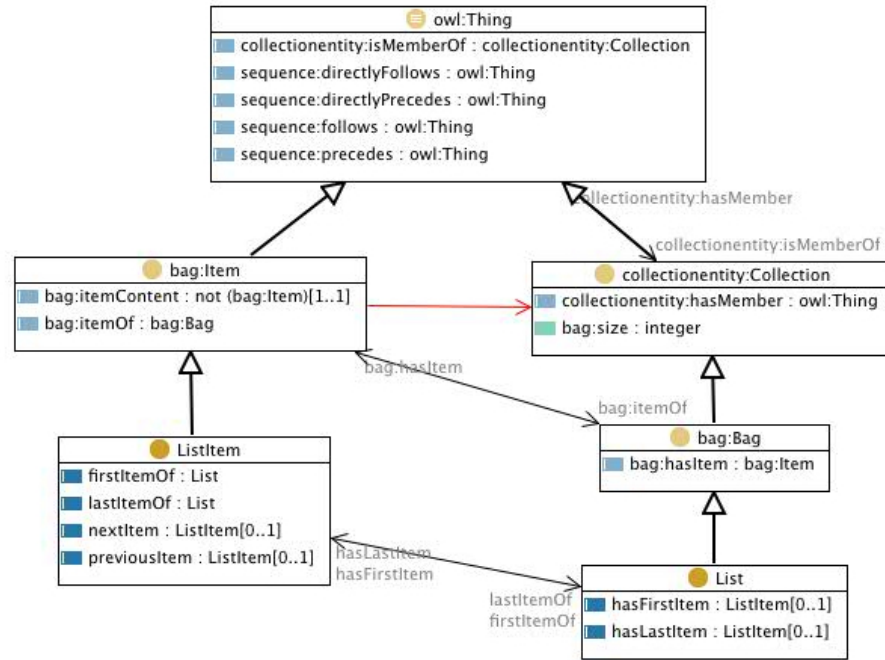 owl:Thing
collectionentity:isMemberOf : collectionentity:Collection
sequence:directlyFollows : owl:Thing
sequence:directlyPrecedes : owl:Thing
sequence:follows : owl:Thing
sequence:precedes : owl:Thing
collectionentity:hasMember
collectionentity:isMemberOf
bag:Item
bag:itemContent : not (bag:Item)[1..1]
bag:itemOf : bag:Bag
collectionentity:Collection
collectionentity:hasMember : owl:Thing
bag:size : integer
bag:hasItem
bag:itemOf
bag:Bag
bag:hasItem : bag:Item
ListItem
firstItemOf : List
lastItemOf : List
nextItem : ListItem[0..1]
previousItem : ListItem[0..1]
hasLastItem
hasFirstItem
lastItemOf
firstItemOf
List
hasFirstItem : ListItem[0..1]
hasLastItem : ListItem[0..1]